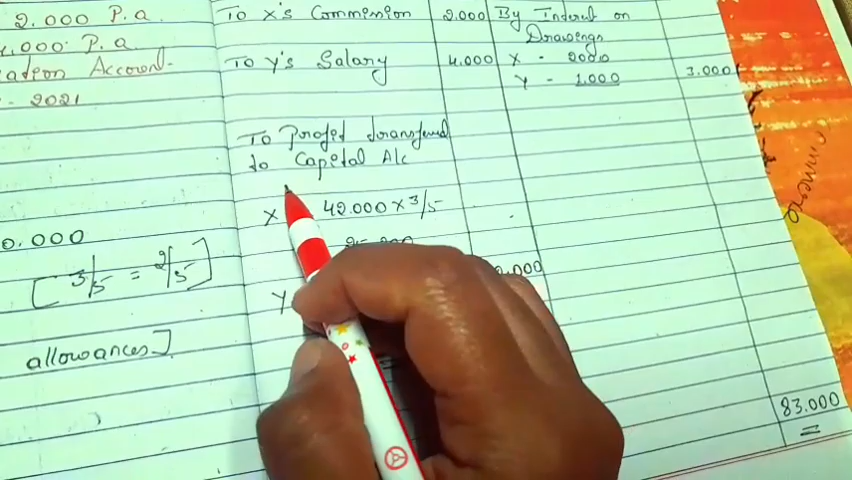 2.000 P.a
1,000 P.a
Account
- 2021
0.000
[ 3/5 = 2/5 ]
allowances ]
To X's Commission 2.000
To Y's Salary 4.000
To Profit transferred
to Capital A/c
X 42.000 x 3/5
Y
By Interest on
Drawings
X - 2000
Y - 1.000 3.000
83.000